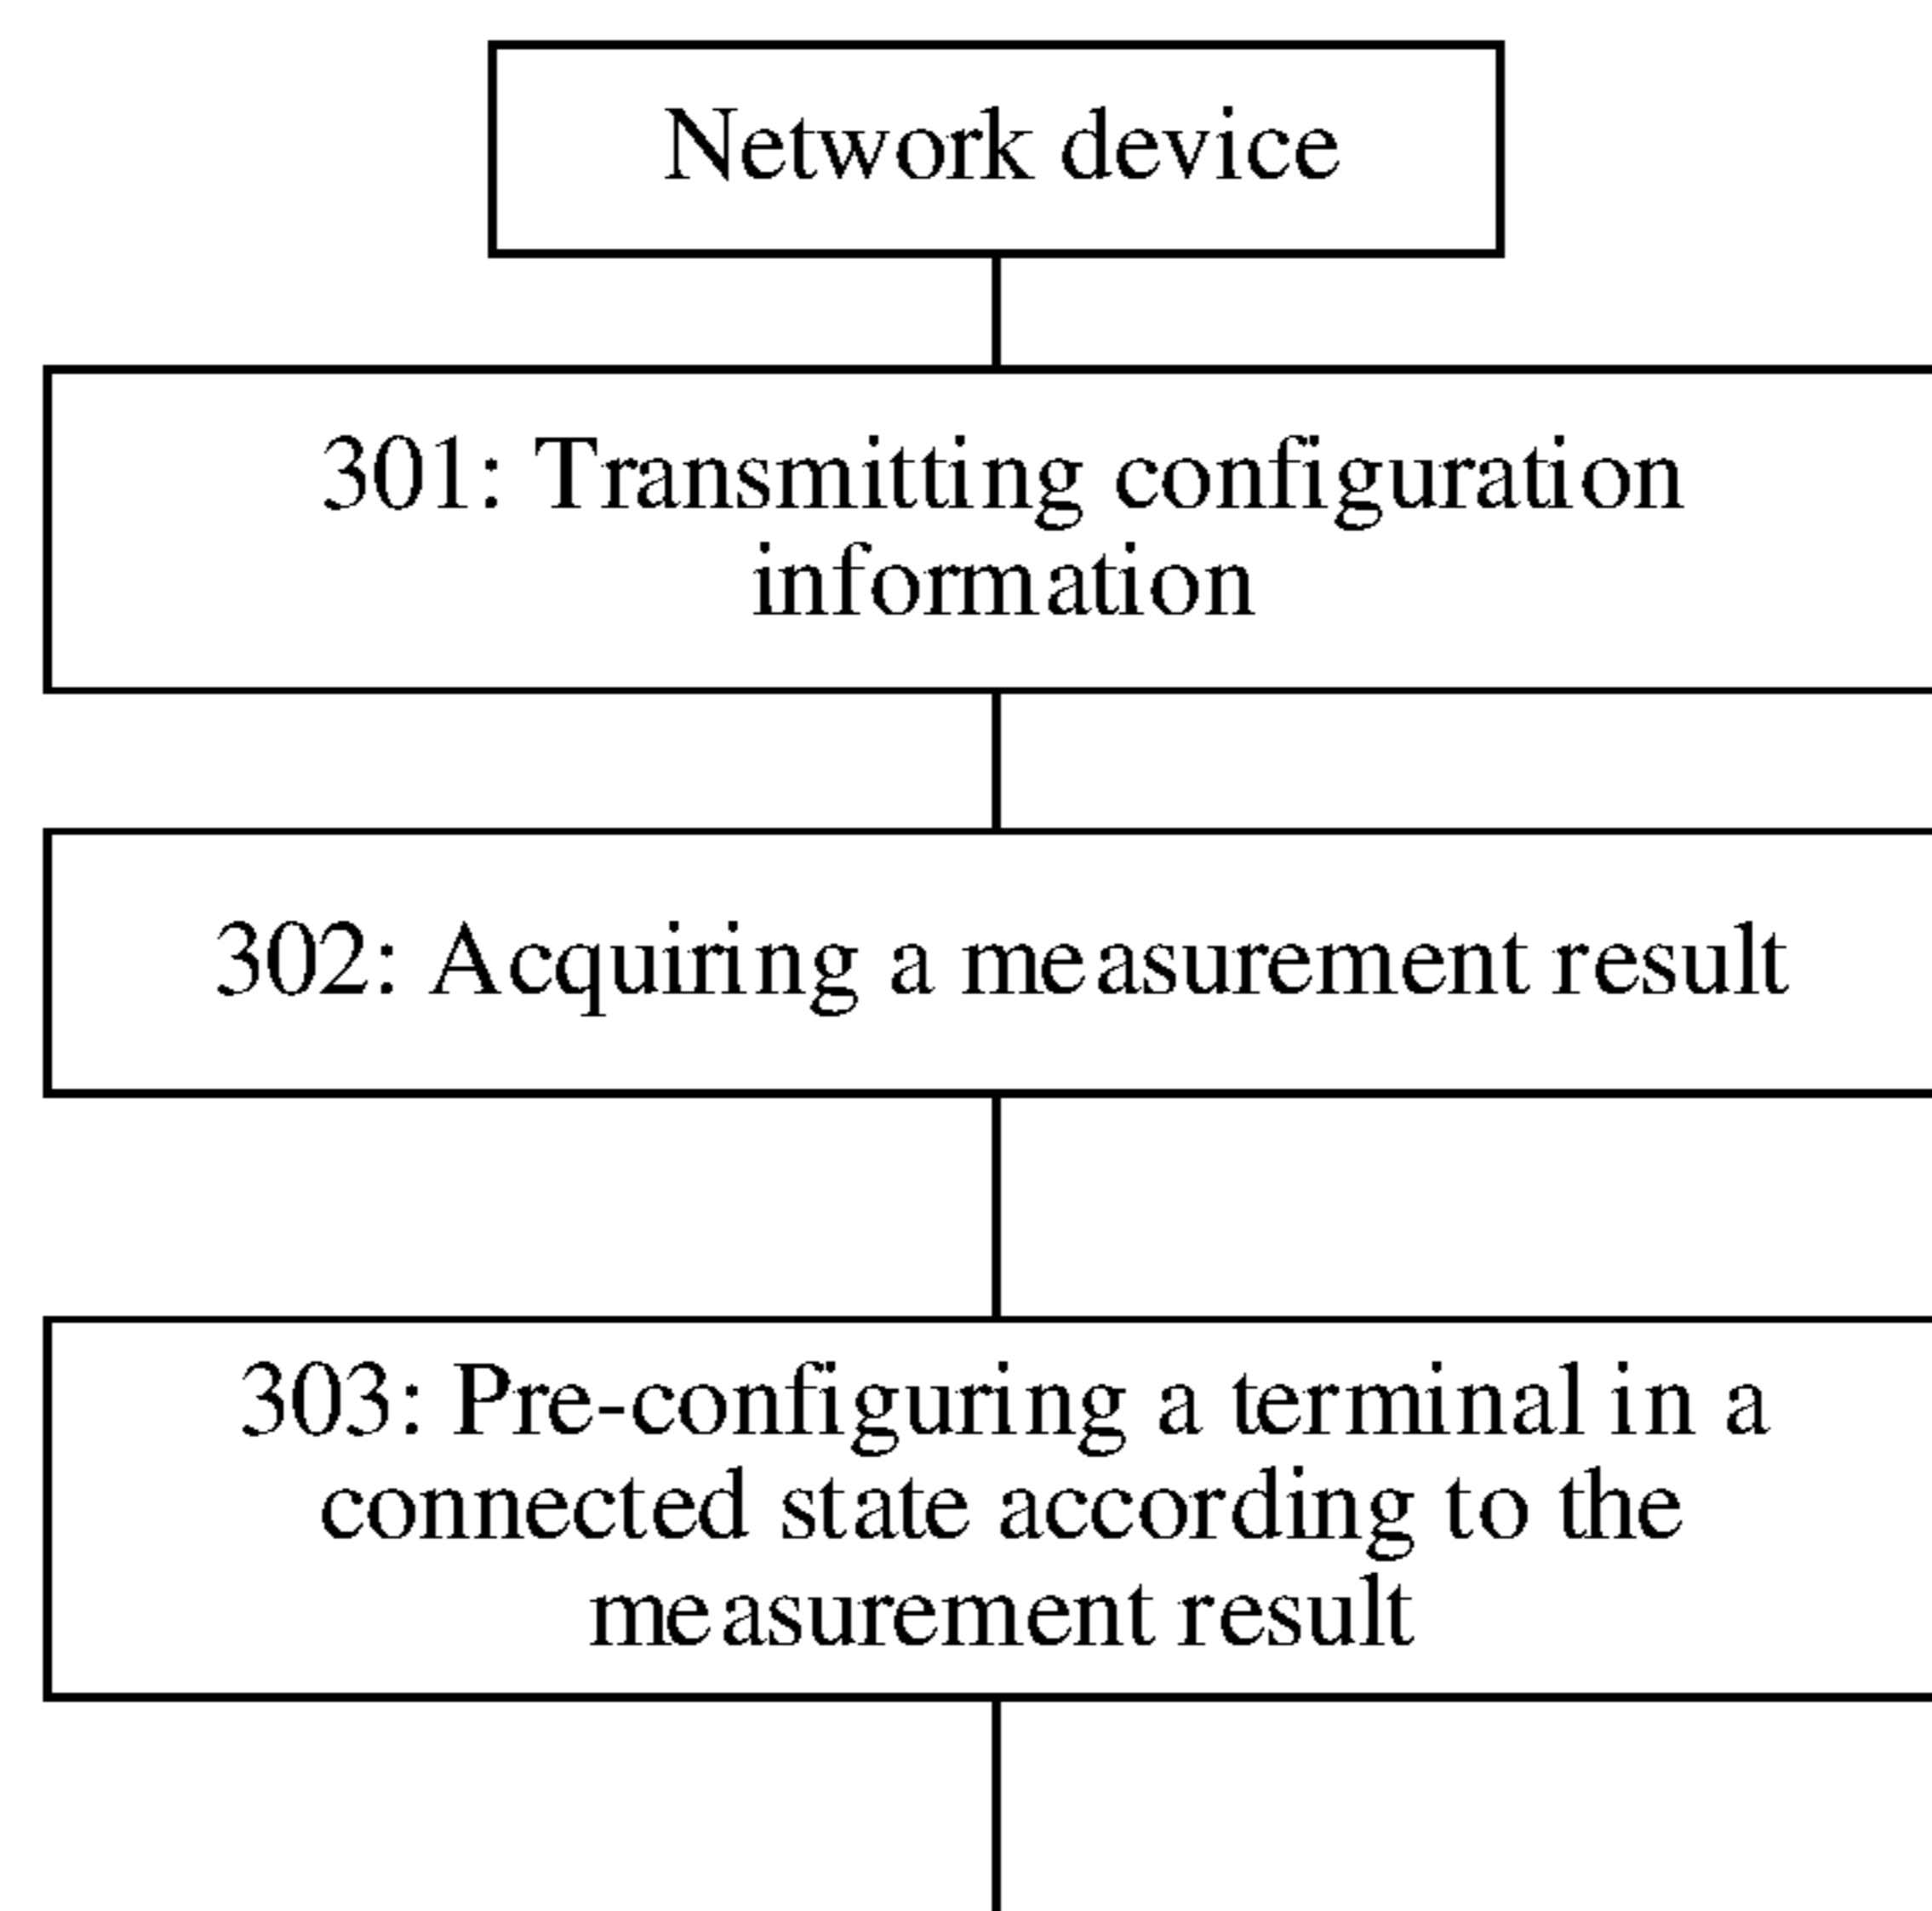 Network device
301: Transmitting configuration
information
302: Acquiring a measurement result
303: Pre-configuring a terminal in a
connected state according to the
measurement result